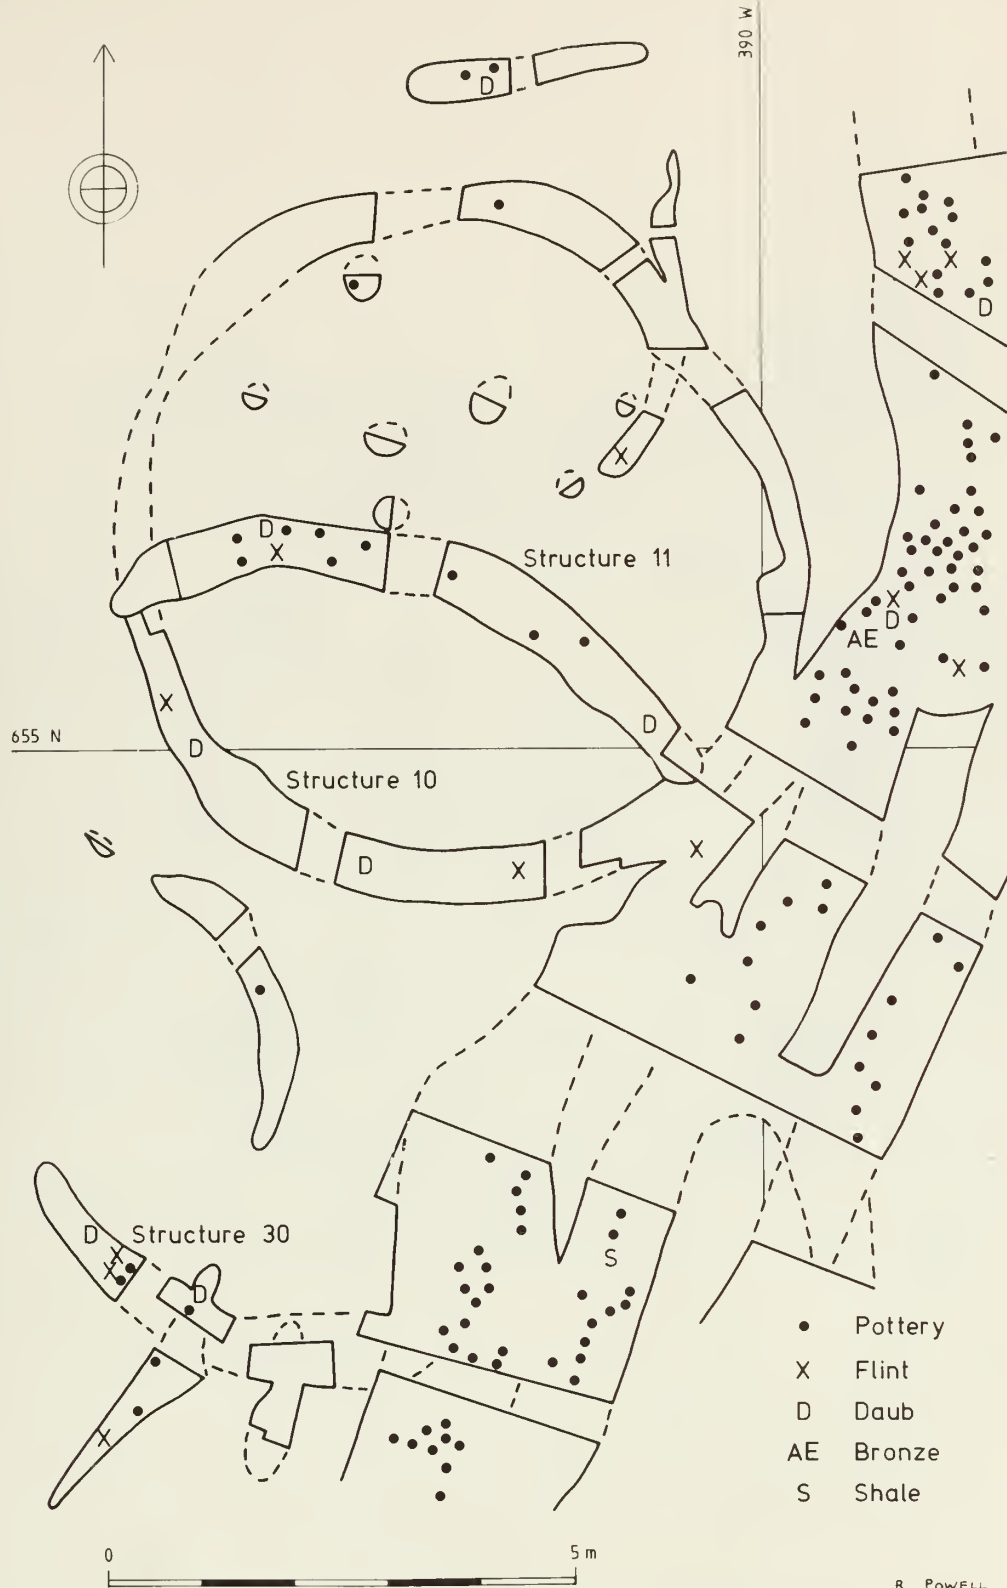 390 W
D
D
X
X
X
D
X
D
X
Structure 11
X
D
AE
X
X
D
655 N
D
Structure 10
D
X
X
D
Structure 30
X
X
D
S
X
Pottery
X Flint
D Daub
AE Bronze
S Shale
0 5 m
R. POWELL